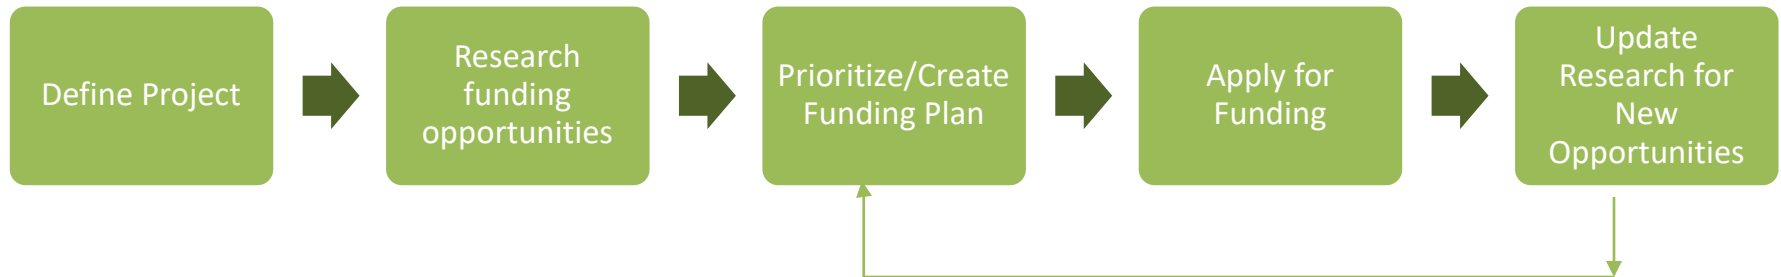 Define Project
Research
funding
opportunities
Prioritize/Create
Funding Plan
Apply for
Funding
Update
Research for
New
Opportunities